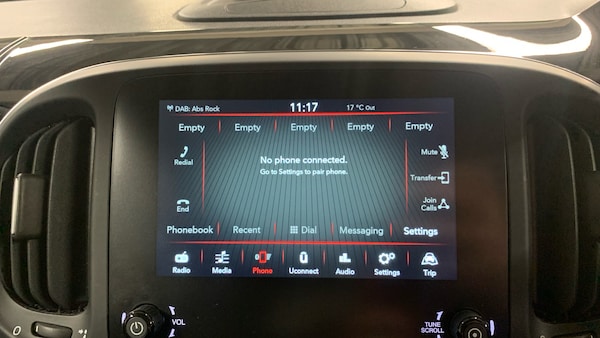 DAB: Abs Rock 11:17 17 °C Out
Empty Empty Empty Empty Empty
Redial
No phone connected.
Go to Settings to pair phone.
Mute
Transfer
End
Join
Calls
Phonebook Recent Dial Messaging Settings
Radio Media Phone Uconnect Audio Settings Trip
VOL
TUNE
SCROLL